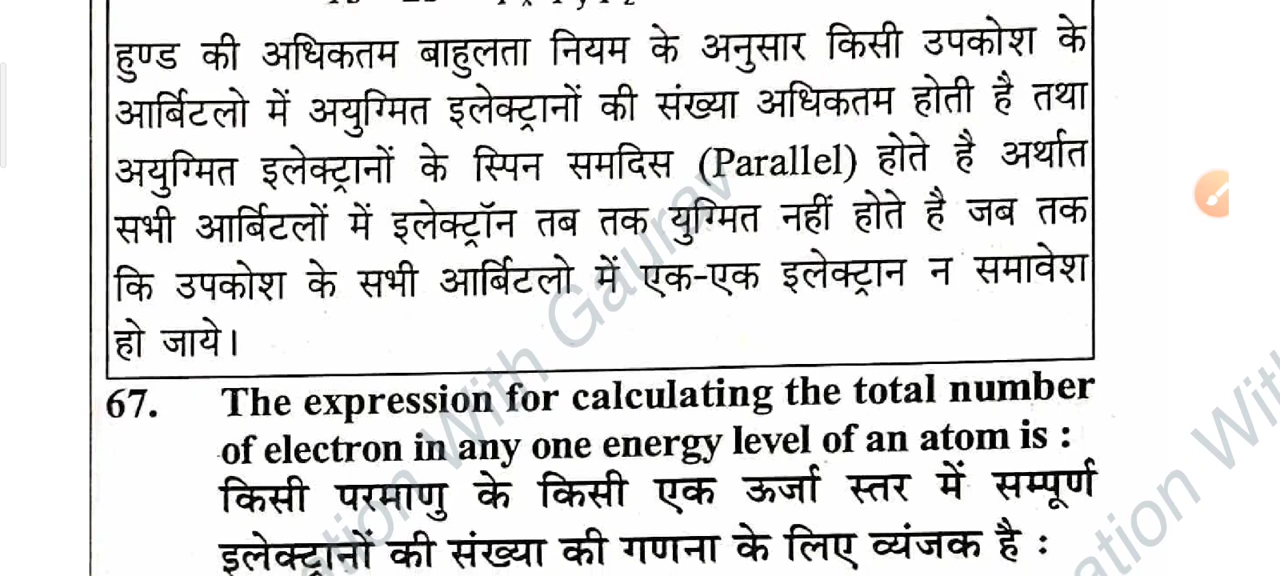 हुण्ड की अधिकतम बाहुलता नियम के अनुसार किसी उपकोश के
आर्बिटलो में अयुग्मित इलेक्ट्रानों की संख्या अधिकतम होती है तथा
अयुग्मित इलेक्ट्रानों के स्पिन समदिस (Parallel) होते है अर्थात
सभी आर्बिटलों में इलेक्ट्रॉन तब तक युग्मित नहीं होते है जब तक
कि उपकोश के सभी आर्बिटलो में एक-एक इलेक्ट्रान न समावेश
हो जाये।
67. The expression for calculating the total number
of electron in any one energy level of an atom is :
किसी परमाणु के किसी एक ऊर्जा स्तर में सम्पूर्ण
इलेक्ट्रानों की संख्या की गणना के लिए व्यंजक है :
With Gaurav